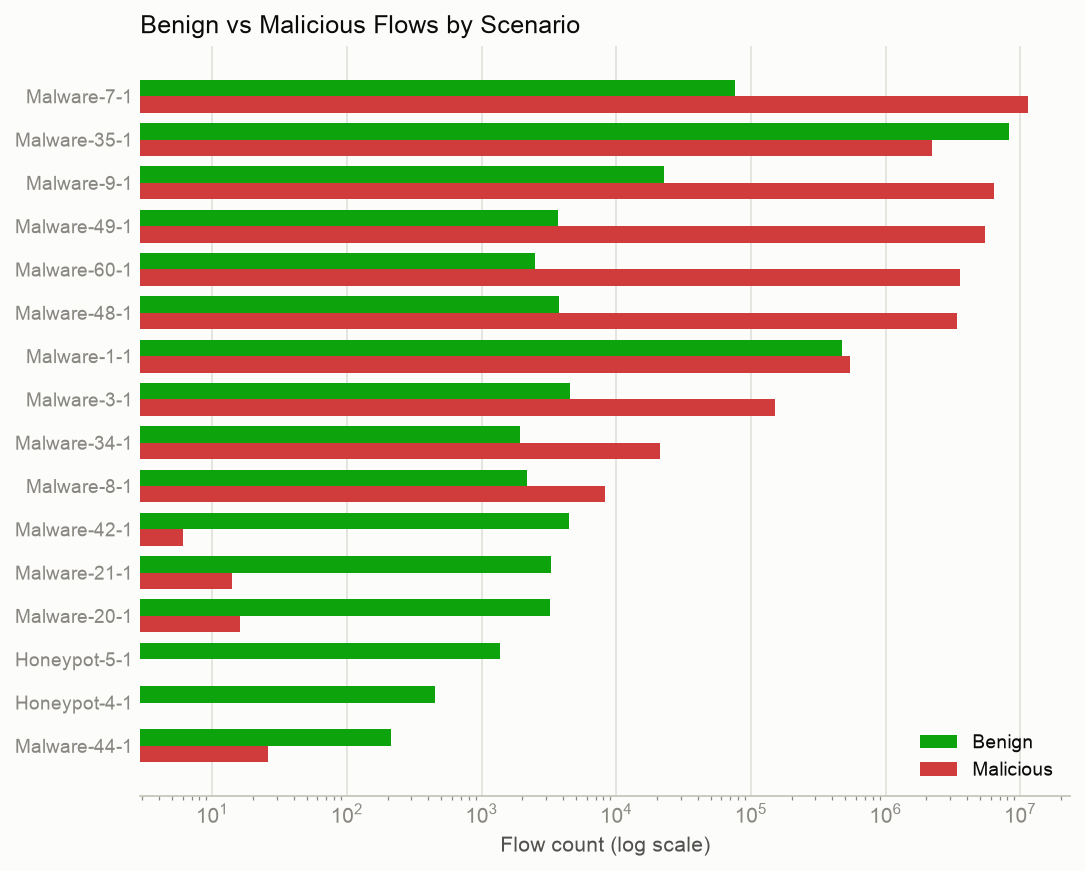 Benign vs Malicious Flows by Scenario
Malware-7-1
Malware-35-1
Malware-9-1
Malware-49-1
Malware-60-1
Malware-48-1
Malware-1-1
Malware-3-1
Malware-34-1
Malware-8-1
Malware-42-1
Malware-21-1
Malware-20-1
Honeypot-5-1
Honeypot-4-1
Malware-44-1
Benign
Malicious
10¹ 10² 10³ 10⁴ 10⁵ 10⁶ 10⁷
Flow count (log scale)